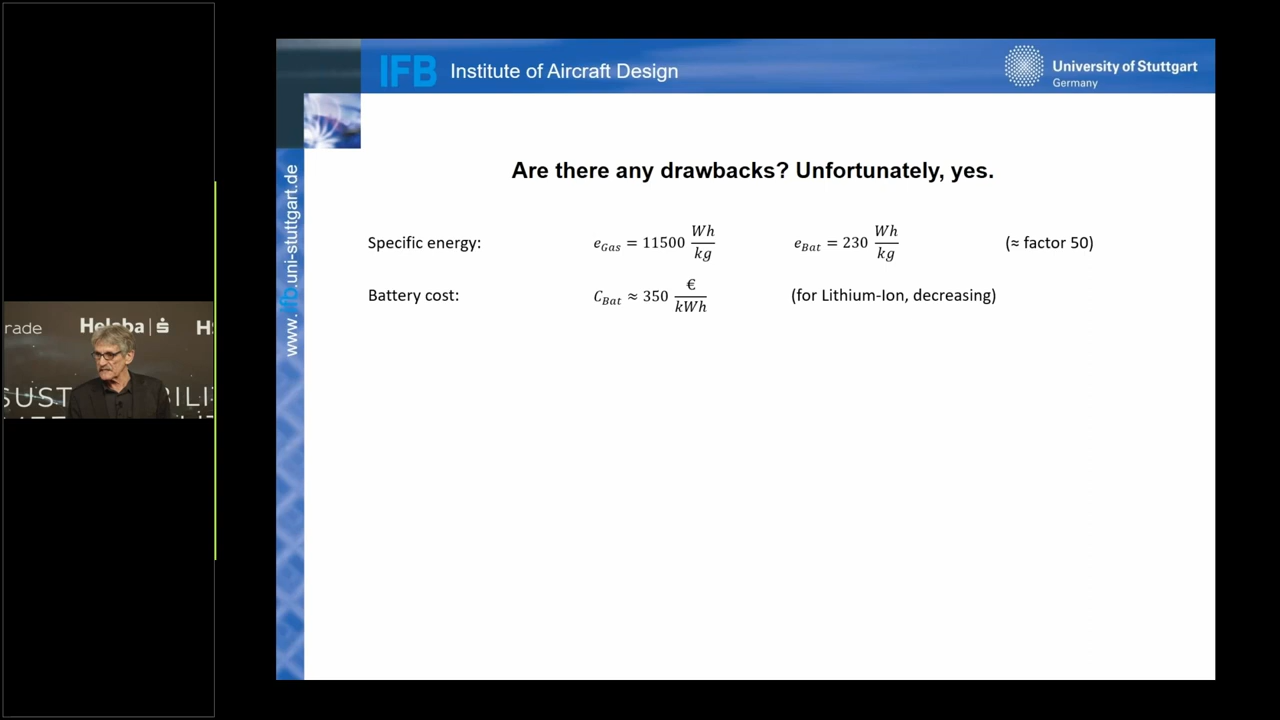 IFB Institute of Aircraft Design
University of Stuttgart
Germany
www.ifb.uni-stuttgart.de
Are there any drawbacks? Unfortunately, yes.
Specific energy: e_Gas = 11500 Wh/kg e_Bat = 230 Wh/kg (≈ factor 50)
Battery cost: C_Bat ≈ 350 €/kWh (for Lithium-Ion, decreasing)
rade Helaba H
SUST BILI